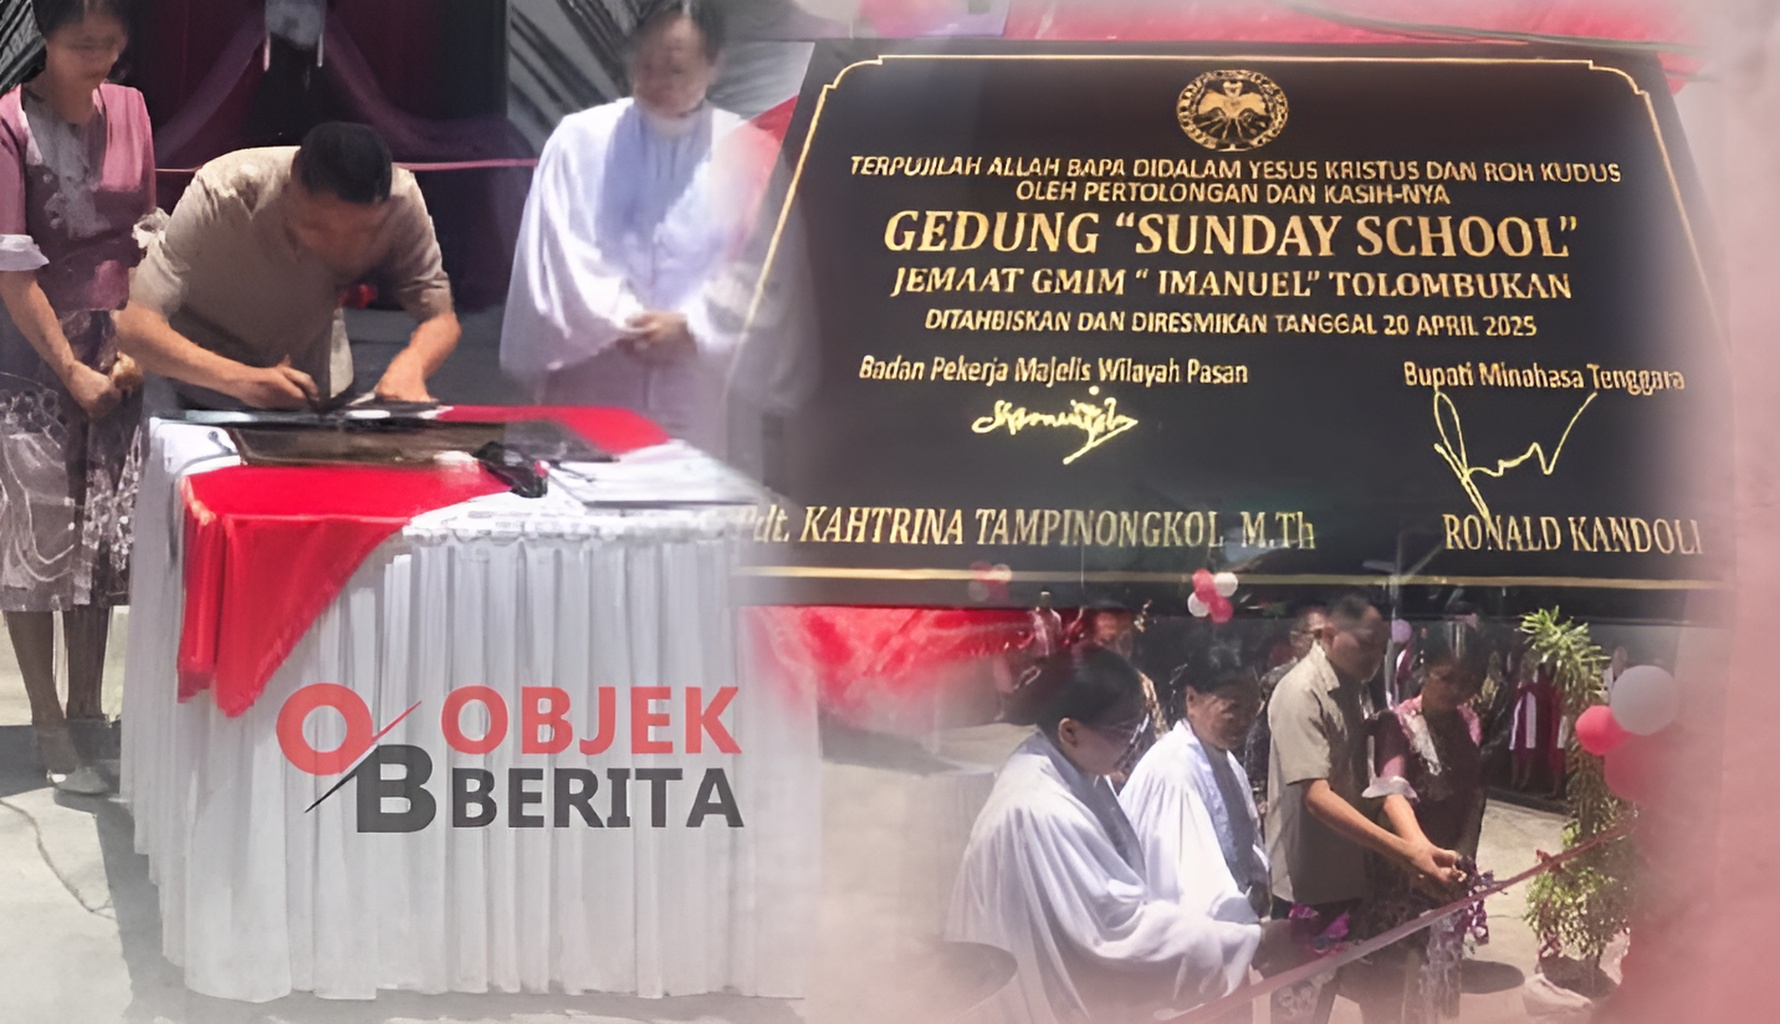 TERPUJILAH ALLAH BAPA DIDALAM YESUS KRISTUS DAN ROH KUDUS
OLEH PERTOLONGAN DAN KASIH-NYA
GEDUNG “SUNDAY SCHOOL”
JEMAAT GMIM “ IMANUEL” TOLOMBUKAN
DITAHBISKAN DAN DIRESMIKAN TANGGAL 20 APRIL 2025
Badan Pekerja Majelis Wilayah Pasan
Bupati Minahasa Tenggara
Pdt. KAHTRINA TAMPINONGKOL M.Th
RONALD KANDOLI
OB OBJEK
BERITA